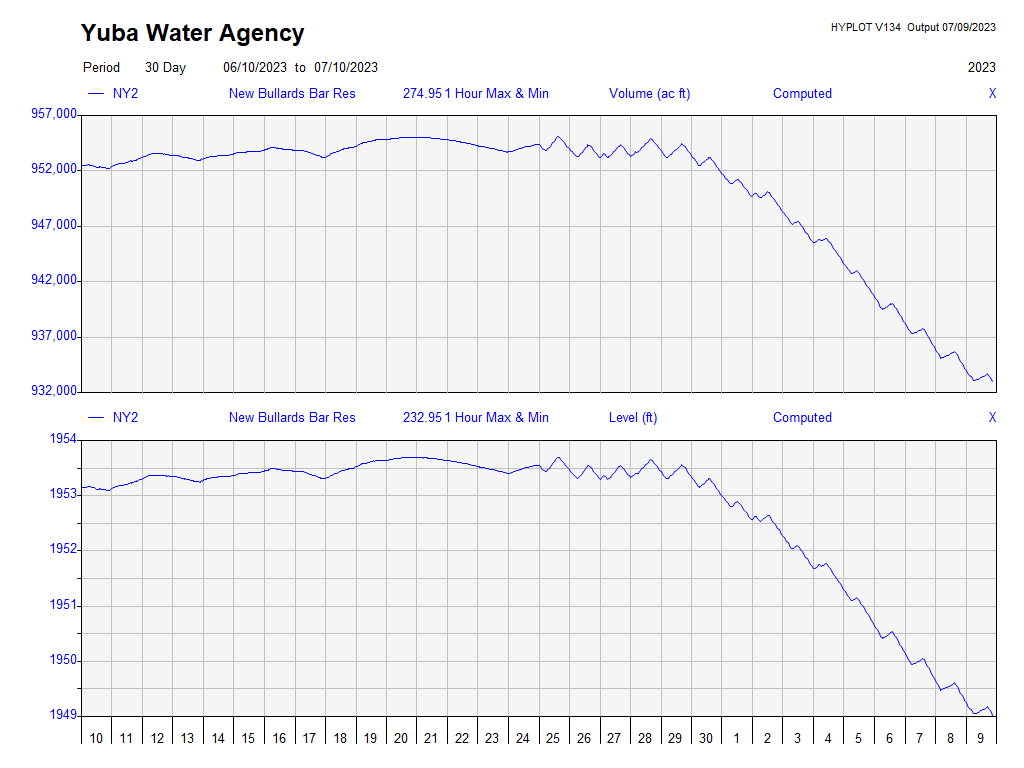 Yuba Water Agency
HYPLOT V134 Output 07/09/2023
Period 30 Day 06/10/2023 to 07/10/2023 2023
NY2 New Bullards Bar Res 274.95 1 Hour Max & Min Volume (ac ft) Computed X
957,000
952,000
947,000
942,000
937,000
932,000
NY2 New Bullards Bar Res 232.95 1 Hour Max & Min Level (ft) Computed X
1954
1953
1952
1951
1950
1949
10 11 12 13 14 15 16 17 18 19 20 21 22 23 24 25 26 27 28 29 30 1 2 3 4 5 6 7 8 9